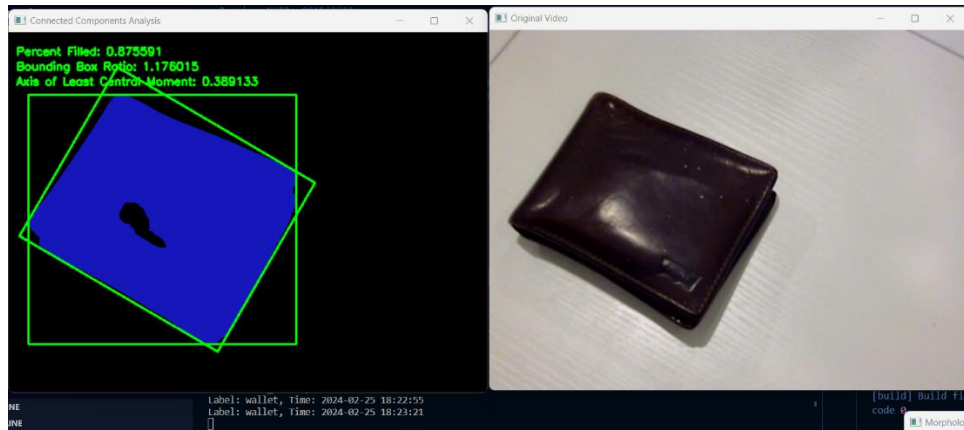 Connected Components Analysis
Percent Filled: 0.875591
Bounding Box Ratio: 1.176015
Axis of Least Central Moment: 0.389133
Original Video
NE
Label: wallet, Time: 2024-02-25 18:22:55
Label: wallet, Time: 2024-02-25 18:23:21
INE
[build] Build fi
code 0
Morpholo